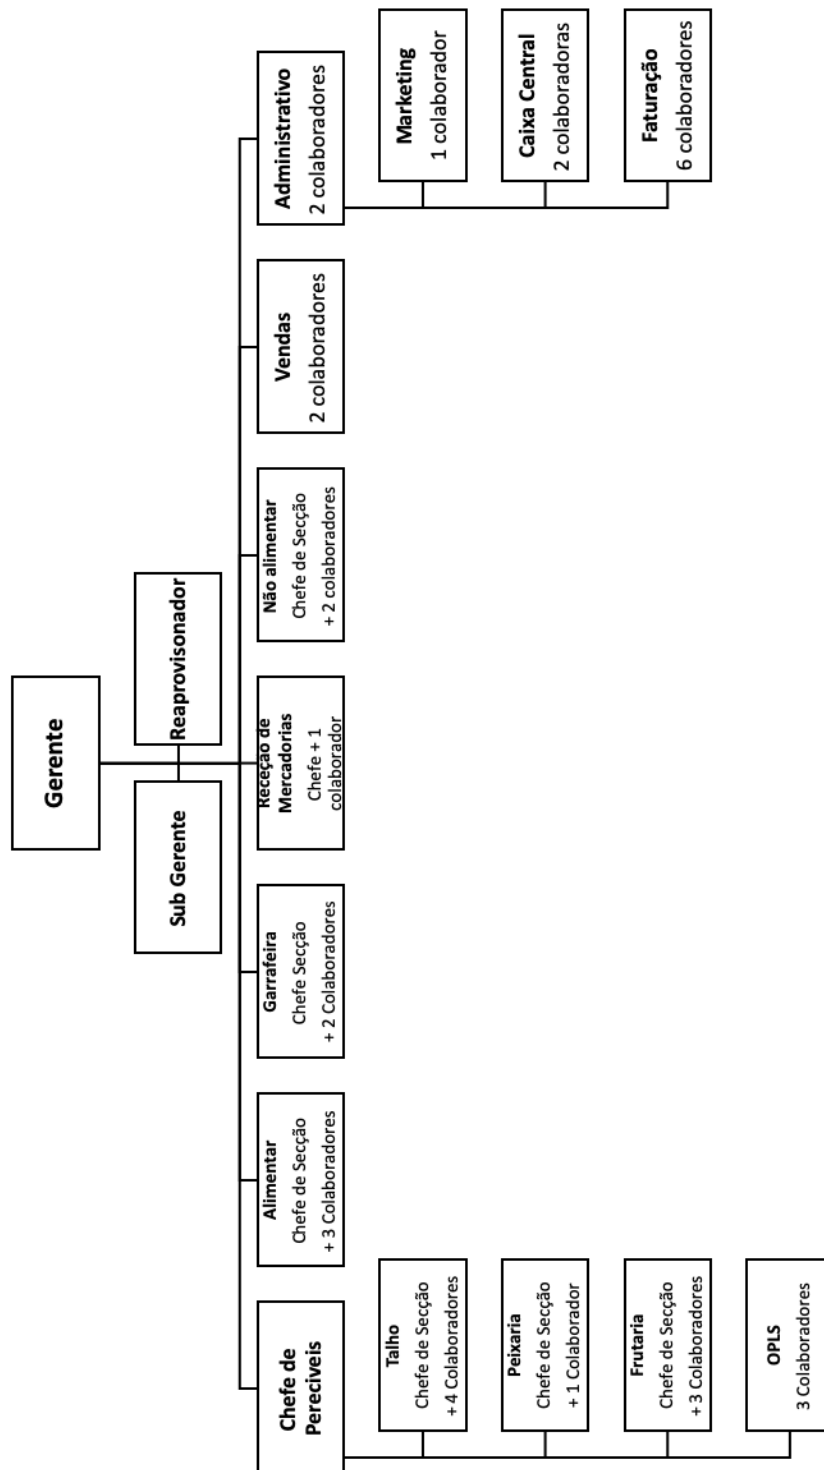 Gerente
Sub Gerente
Reaprovisonador
Chefe de
Perecíveis
Talho
Chefe de Secção
+ 4 Colaboradores
Peixaria
Chefe de Secção
+ 1 Colaborador
Frutaria
Chefe de Secção
+ 3 Colaboradores
OPLS
3 Colaboradores
Alimentar
Chefe de Secção
+ 3 Colaboradores
Garrafeira
Chefe Secção
+ 2 Colaboradores
Receção de
Mercadorias
Chefe + 1
colaborador
Não alimentar
Chefe de Secção
+ 2 colaboradores
Vendas
2 colaboradores
Administrativo
2 colaboradores
Marketing
1 colaborador
Caixa Central
2 colaboradoras
Faturação
6 colaboradores